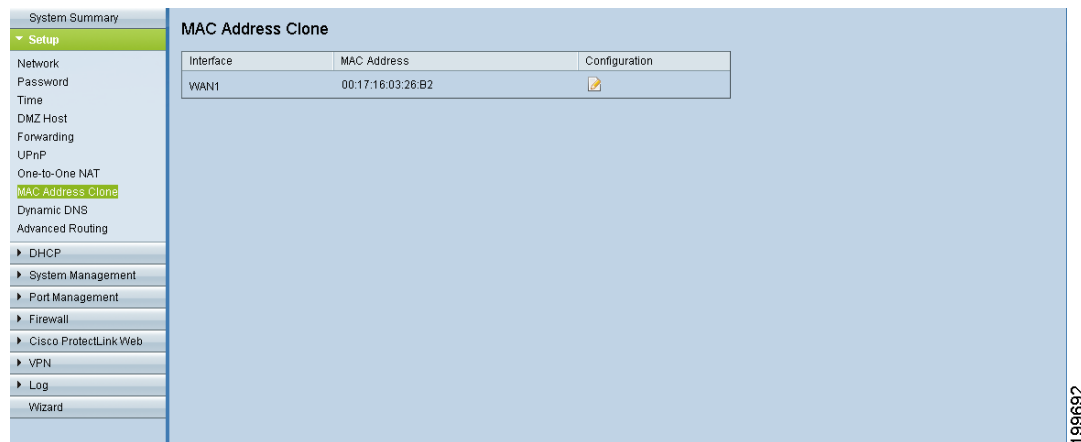 System Summary
Setup
Network
Password
Time
DMZ Host
Forwarding
UPnP
One-to-One NAT
MAC Address Clone
Dynamic DNS
Advanced Routing
DHCP
System Management
Port Management
Firewall
Cisco ProtectLink Web
VPN
Log
Wizard
MAC Address Clone
Interface MAC Address Configuration
WAN1 00:17:16:03:26:B2
199692